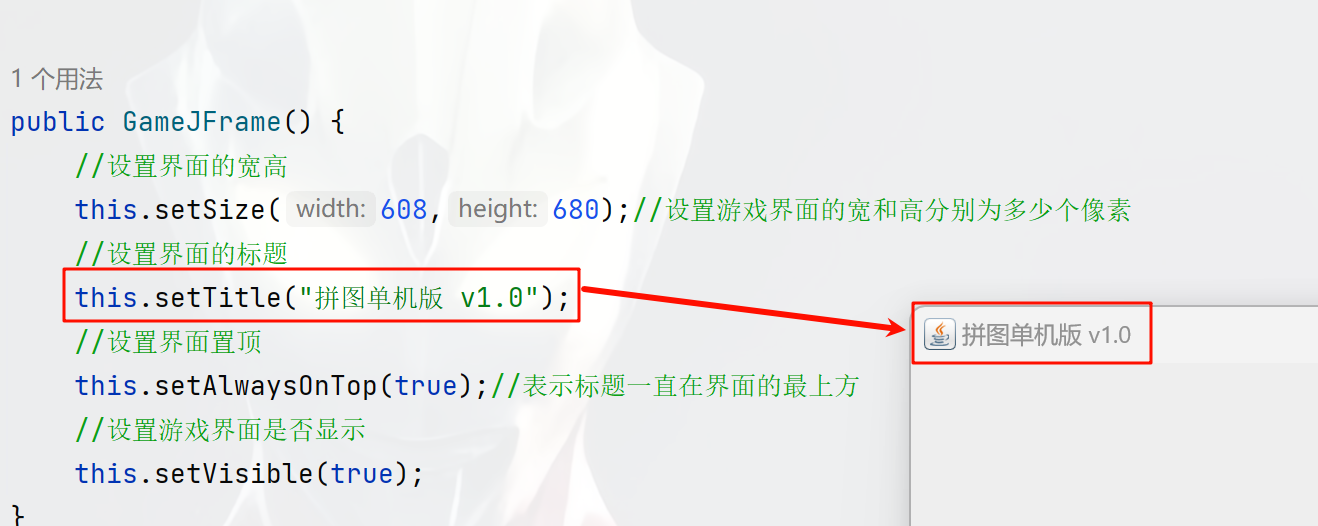 1 个用法
public GameJFrame() {
//设置界面的宽高
this.setSize( width: 608, height: 680);//设置游戏界面的宽和高分别为多少个像素
//设置界面的标题
this.setTitle("拼图单机版 v1.0");
拼图单机版 v1.0
//设置界面置顶
this.setAlwaysOnTop(true);//表示标题一直在界面的最上方
//设置游戏界面是否显示
this.setVisible(true);
}